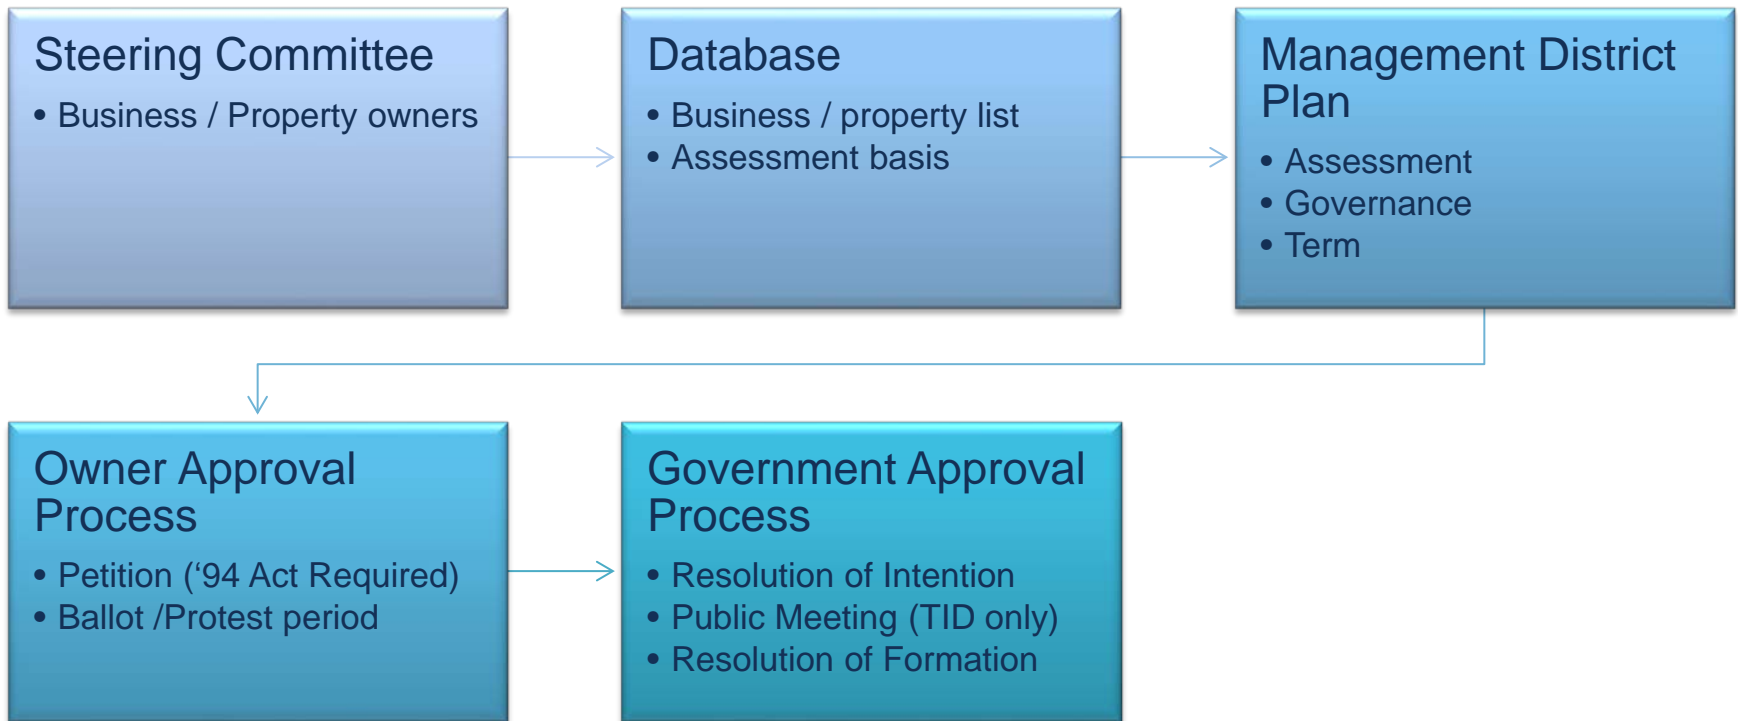 Steering Committee
• Business / Property owners
Database
• Business / property list
• Assessment basis
Management District
Plan
• Assessment
• Governance
• Term
Owner Approval
Process
• Petition (‘94 Act Required)
• Ballot /Protest period
Government Approval
Process
• Resolution of Intention
• Public Meeting (TID only)
• Resolution of Formation